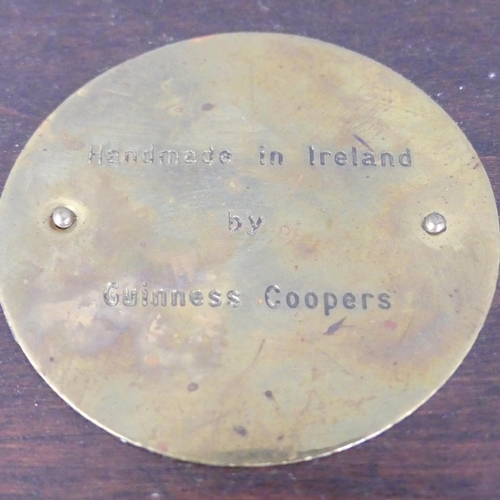 Handmade in Ireland
by
Guinness Coopers